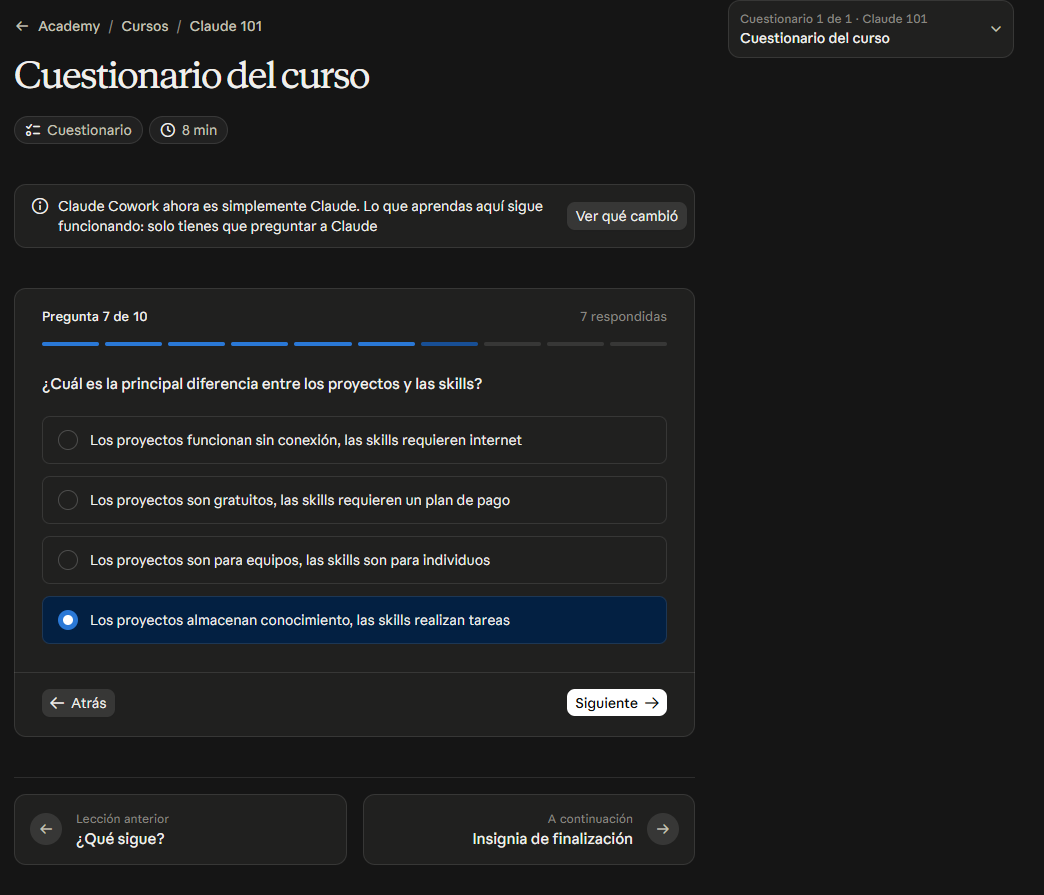 Academy / Cursos / Claude 101
Cuestionario 1 de 1 · Claude 101
Cuestionario del curso
Cuestionario del curso
Cuestionario
8 min
Claude Cowork ahora es simplemente Claude. Lo que aprendas aquí sigue
funcionando: solo tienes que preguntar a Claude
Ver qué cambió
Pregunta 7 de 10
7 respondidas
¿Cuál es la principal diferencia entre los proyectos y las skills?
Los proyectos funcionan sin conexión, las skills requieren internet
Los proyectos son gratuitos, las skills requieren un plan de pago
Los proyectos son para equipos, las skills son para individuos
Los proyectos almacenan conocimiento, las skills realizan tareas
Atrás
Siguiente
Lección anterior
¿Qué sigue?
A continuación
Insignia de finalización